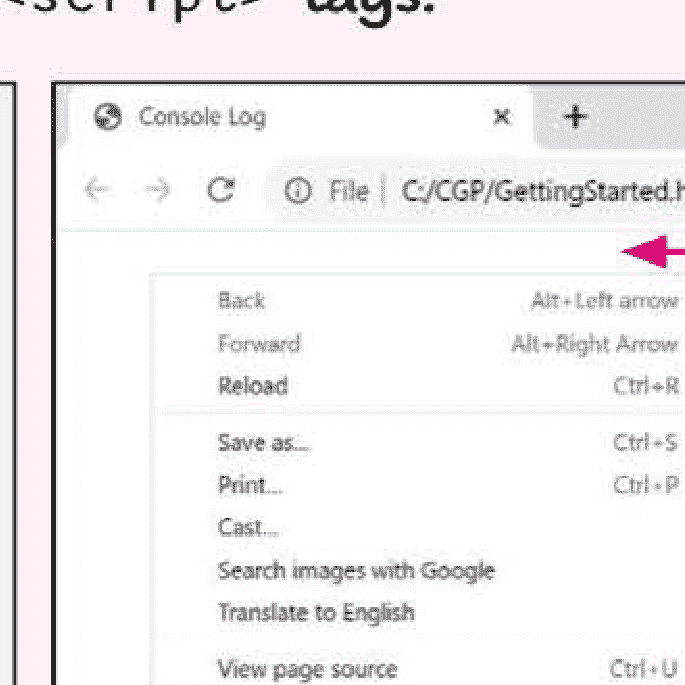 <script> tags.
Console Log
File C:/CGP/GettingStarted.h
Back Alt+Left arrow
Forward Alt+Right Arrow
Reload Ctrl+R
Save as... Ctrl+S
Print... Ctrl+P
Cast...
Search images with Google
Translate to English
View page source Ctrl+U